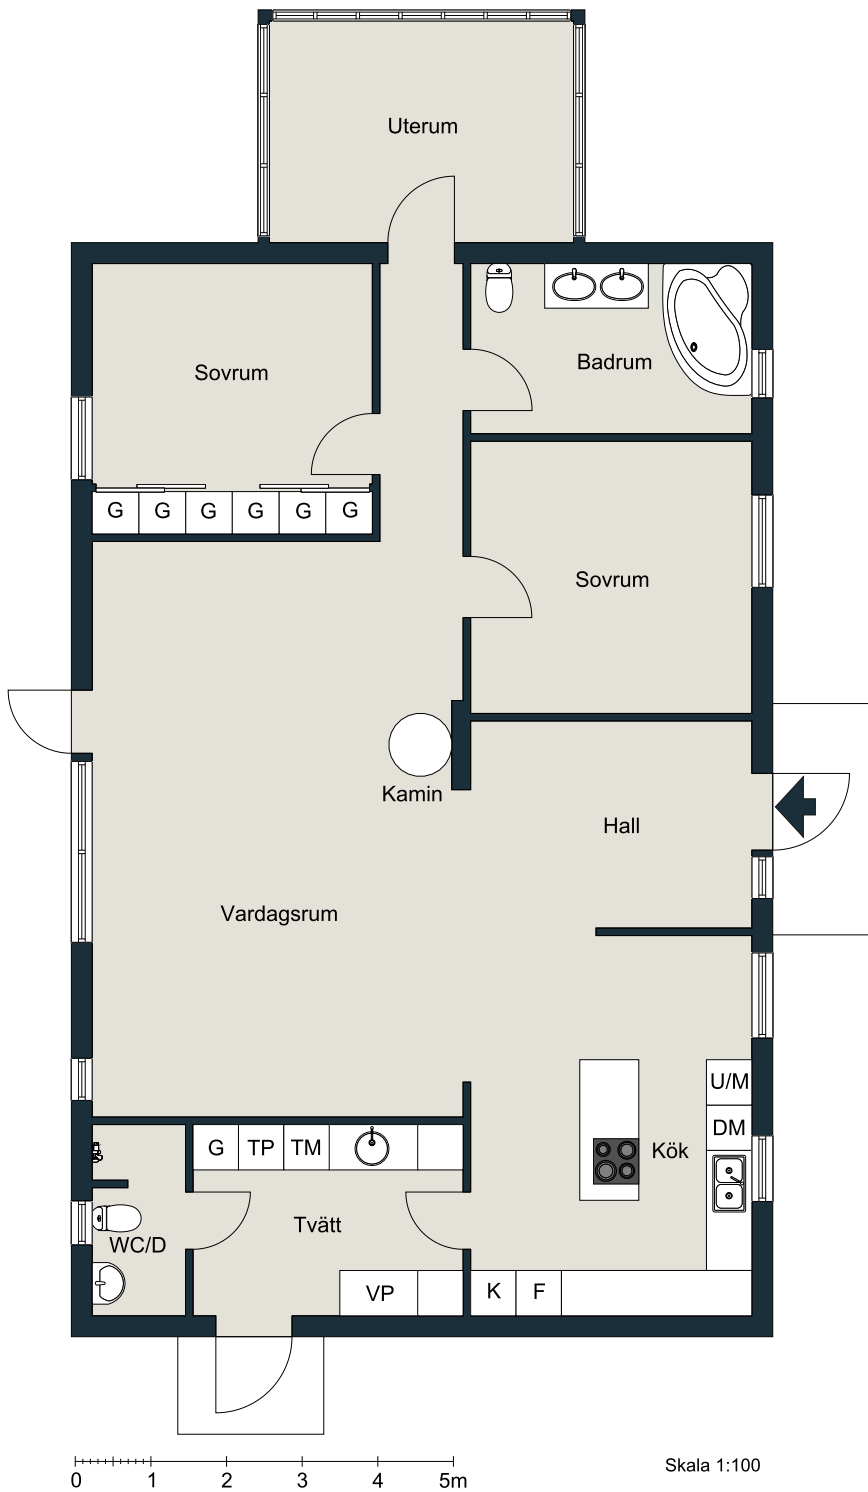 Uterum
Badrum
Sovrum
G G G G G G
Sovrum
Kamin
Hall
Vardagsrum
U/M
DM
G TP TM
Kök
Tvätt
WC/D
VP
K F
0 1 2 3 4 5m
Skala 1:100